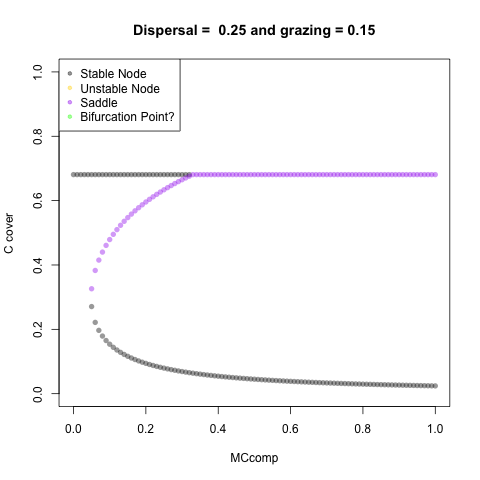 Dispersal =  0.25 and grazing = 0.15
Stable Node
Unstable Node
Saddle
Bifurcation Point?
C cover
1.0
0.8
0.6
0.4
0.2
0.0
0.0 0.2 0.4 0.6 0.8 1.0
MCcomp